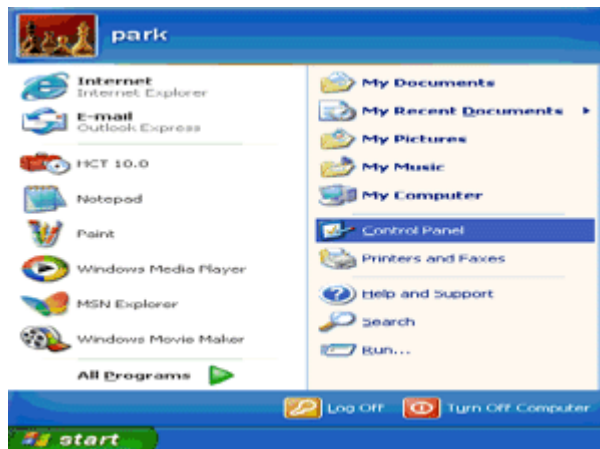 park
Internet
Internet Explorer
E-mail
Outlook Express
HCT 10.0
Notepad
Paint
Windows Media Player
MSN Explorer
Windows Movie Maker
All Programs
My Documents
My Recent Documents
My Pictures
My Music
My Computer
Control Panel
Printers and Faxes
Help and Support
Search
Run...
Log Off
Turn Off Computer
start